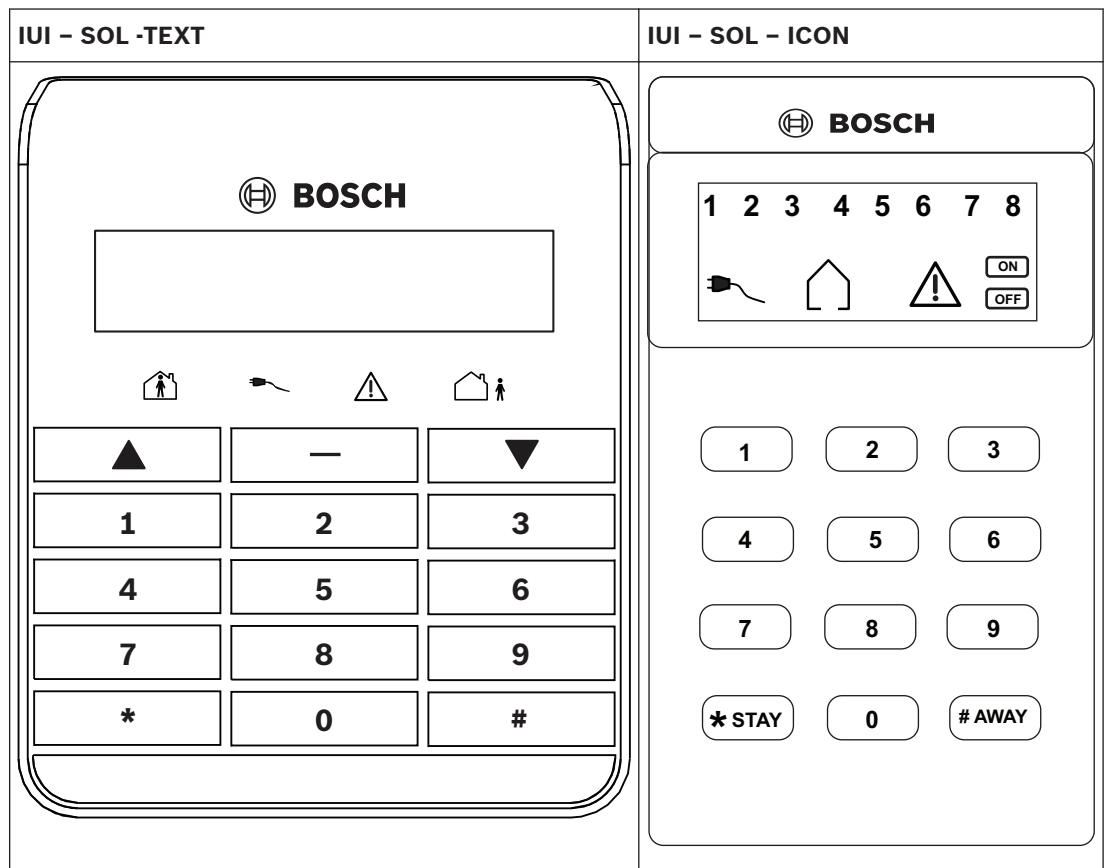 IUI – SOL -TEXT
BOSCH
1 2 3
4 5 6
7 8 9
* 0 #
IUI – SOL – ICON
BOSCH
1 2 3 4 5 6 7 8
ON
OFF
1 2 3
4 5 6
7 8 9
* STAY 0 # AWAY